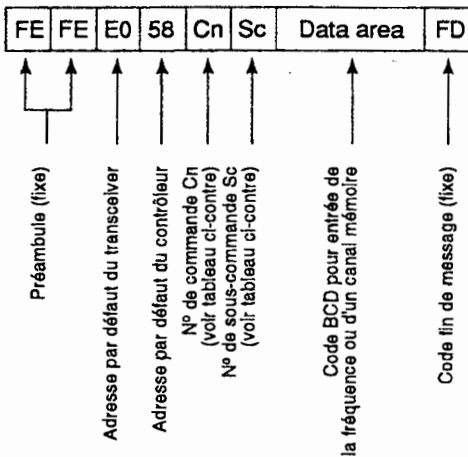 FE FE E0 58 Cn Sc Data area FD
Préambule (fixe)
Adresse par défaut du transceiver
Adresse par défaut du contrôleur
Nº de commande Cn
(voir tableau ci-contre)
Nº de sous-commande Sc
(voir tableau ci-contre)
Code BCD pour entrée de
la fréquence ou d'un canal mémoire
Code fin de message (fixe)